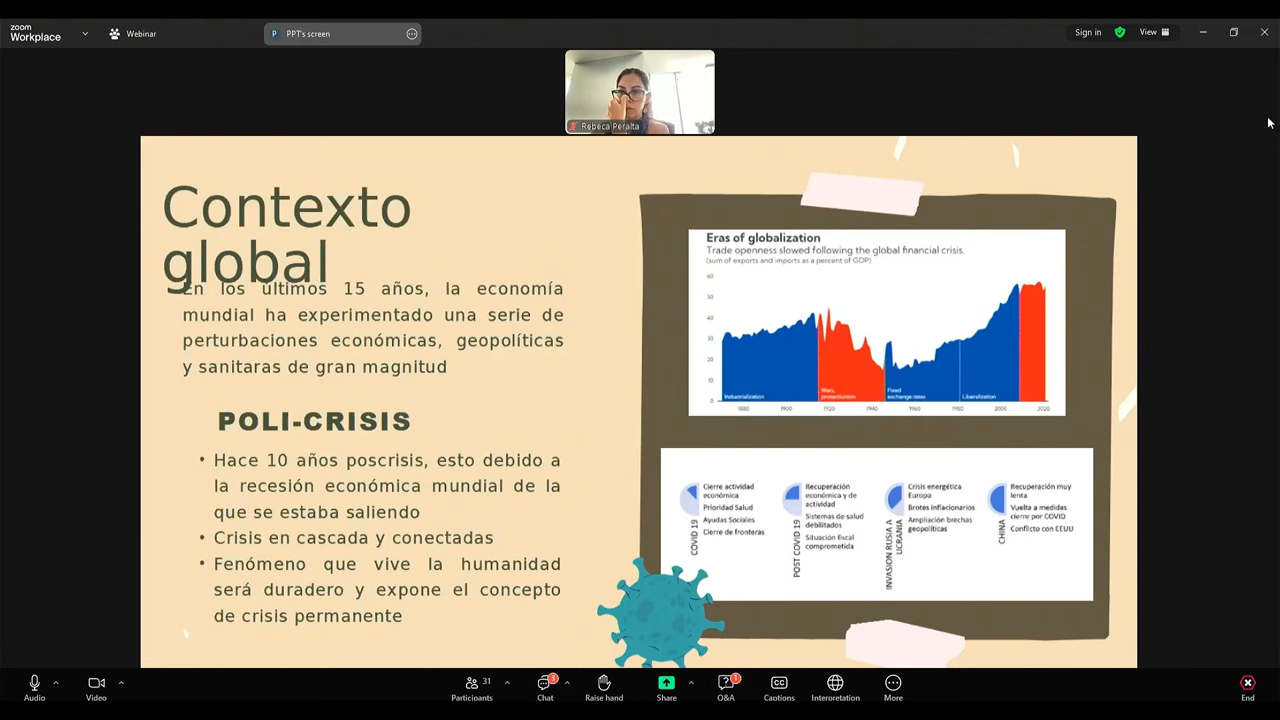 zoom
Workplace
Webinar
P PPT's screen
Sign in
View
Rebeca Peralta
Contexto
global
En los últimos 15 años, la economía
mundial ha experimentado una serie de
perturbaciones económicas, geopolíticas
y sanitaras de gran magnitud
POLI-CRISIS
• Hace 10 años poscrisis, esto debido a
la recesión económica mundial de la
que se estaba saliendo
• Crisis en cascada y conectadas
• Fenómeno que vive la humanidad
será duradero y expone el concepto
de crisis permanente
Eras of globalization
Trade openness slowed following the global financial crisis.
(sum of exports and imports as a percent of GDP)
60
50
40
30
20
10
0
Industrialization
Wars,
protectionism
Fixed
exchange rates
Liberalization
1880 1900 1920 1940 1960 1980 2000 2020
COVID 19
Cierre actividad
económica
Prioridad Salud
Ayudas Sociales
Cierre de fronteras
POST COVID 19
Recuperación
económica y de
actividad
Sistemas de salud
debilitados
Situación fiscal
comprometida
INVASION RUSIA A
UCRANIA
Crisis energética
Europa
Brotes inflacionarios
Ampliación brechas
geopolíticas
CHINA
Recuperación muy
lenta
Vuelta a medidas
cierre por COVID
Conflicto con EEUU
Audio
Video
31
Participants
3
Chat
Raise hand
Share
1
Q&A
Captions
Interpretation
More
End